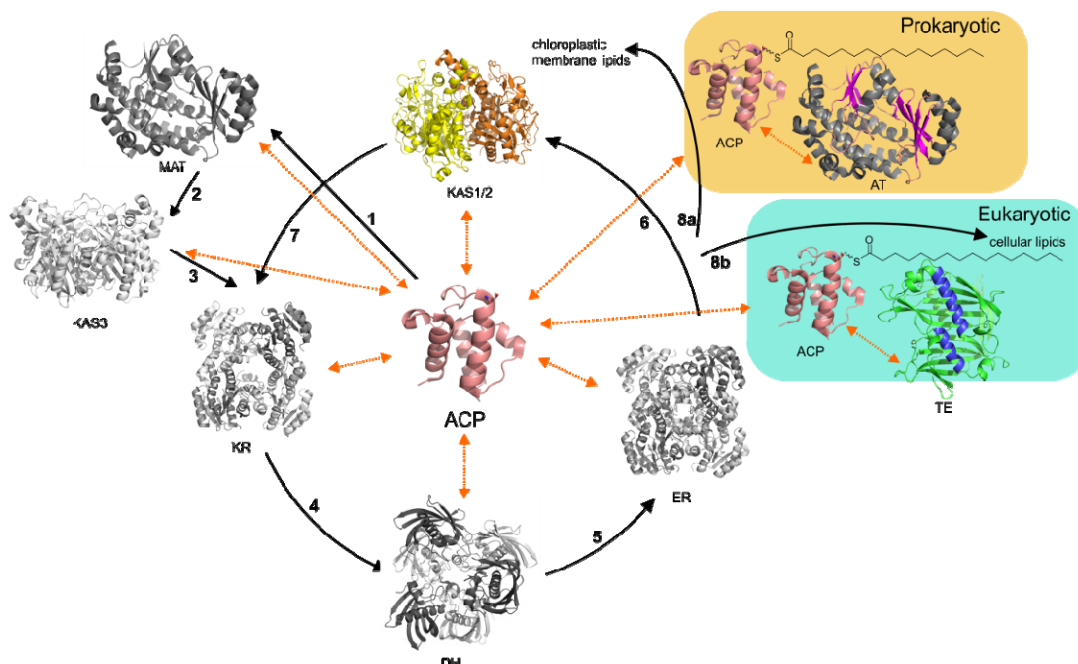 Prokaryotic
O
S
ACP
AT
chloroplastic
membrane ipids
MAT
2
KAS1/2
1
7
6
8a
Eukaryotic
cellular lipics
8b
O
S
3
KAS3
ACP
TE
KR
ACP
ER
4
5
DH